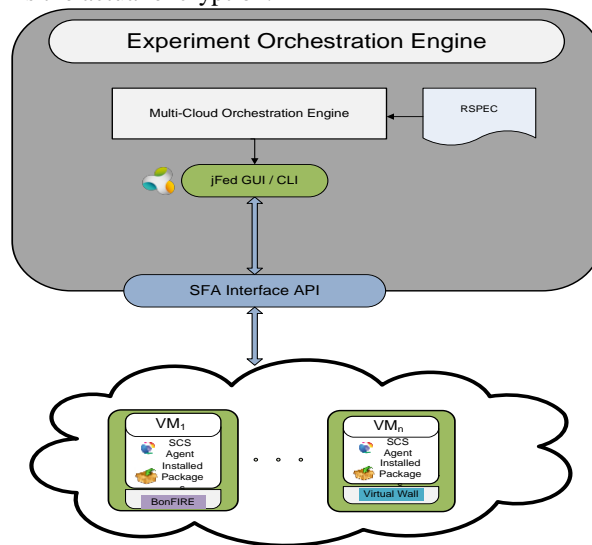 Experiment Orchestration Engine
Multi-Cloud Orchestration Engine
RSPEC
jFed GUI / CLI
SFA Interface API
VM1
SCS
Agent
Installed
Package
BonFIRE
VMn
SCS
Agent
Installed
Package
Virtual Wall